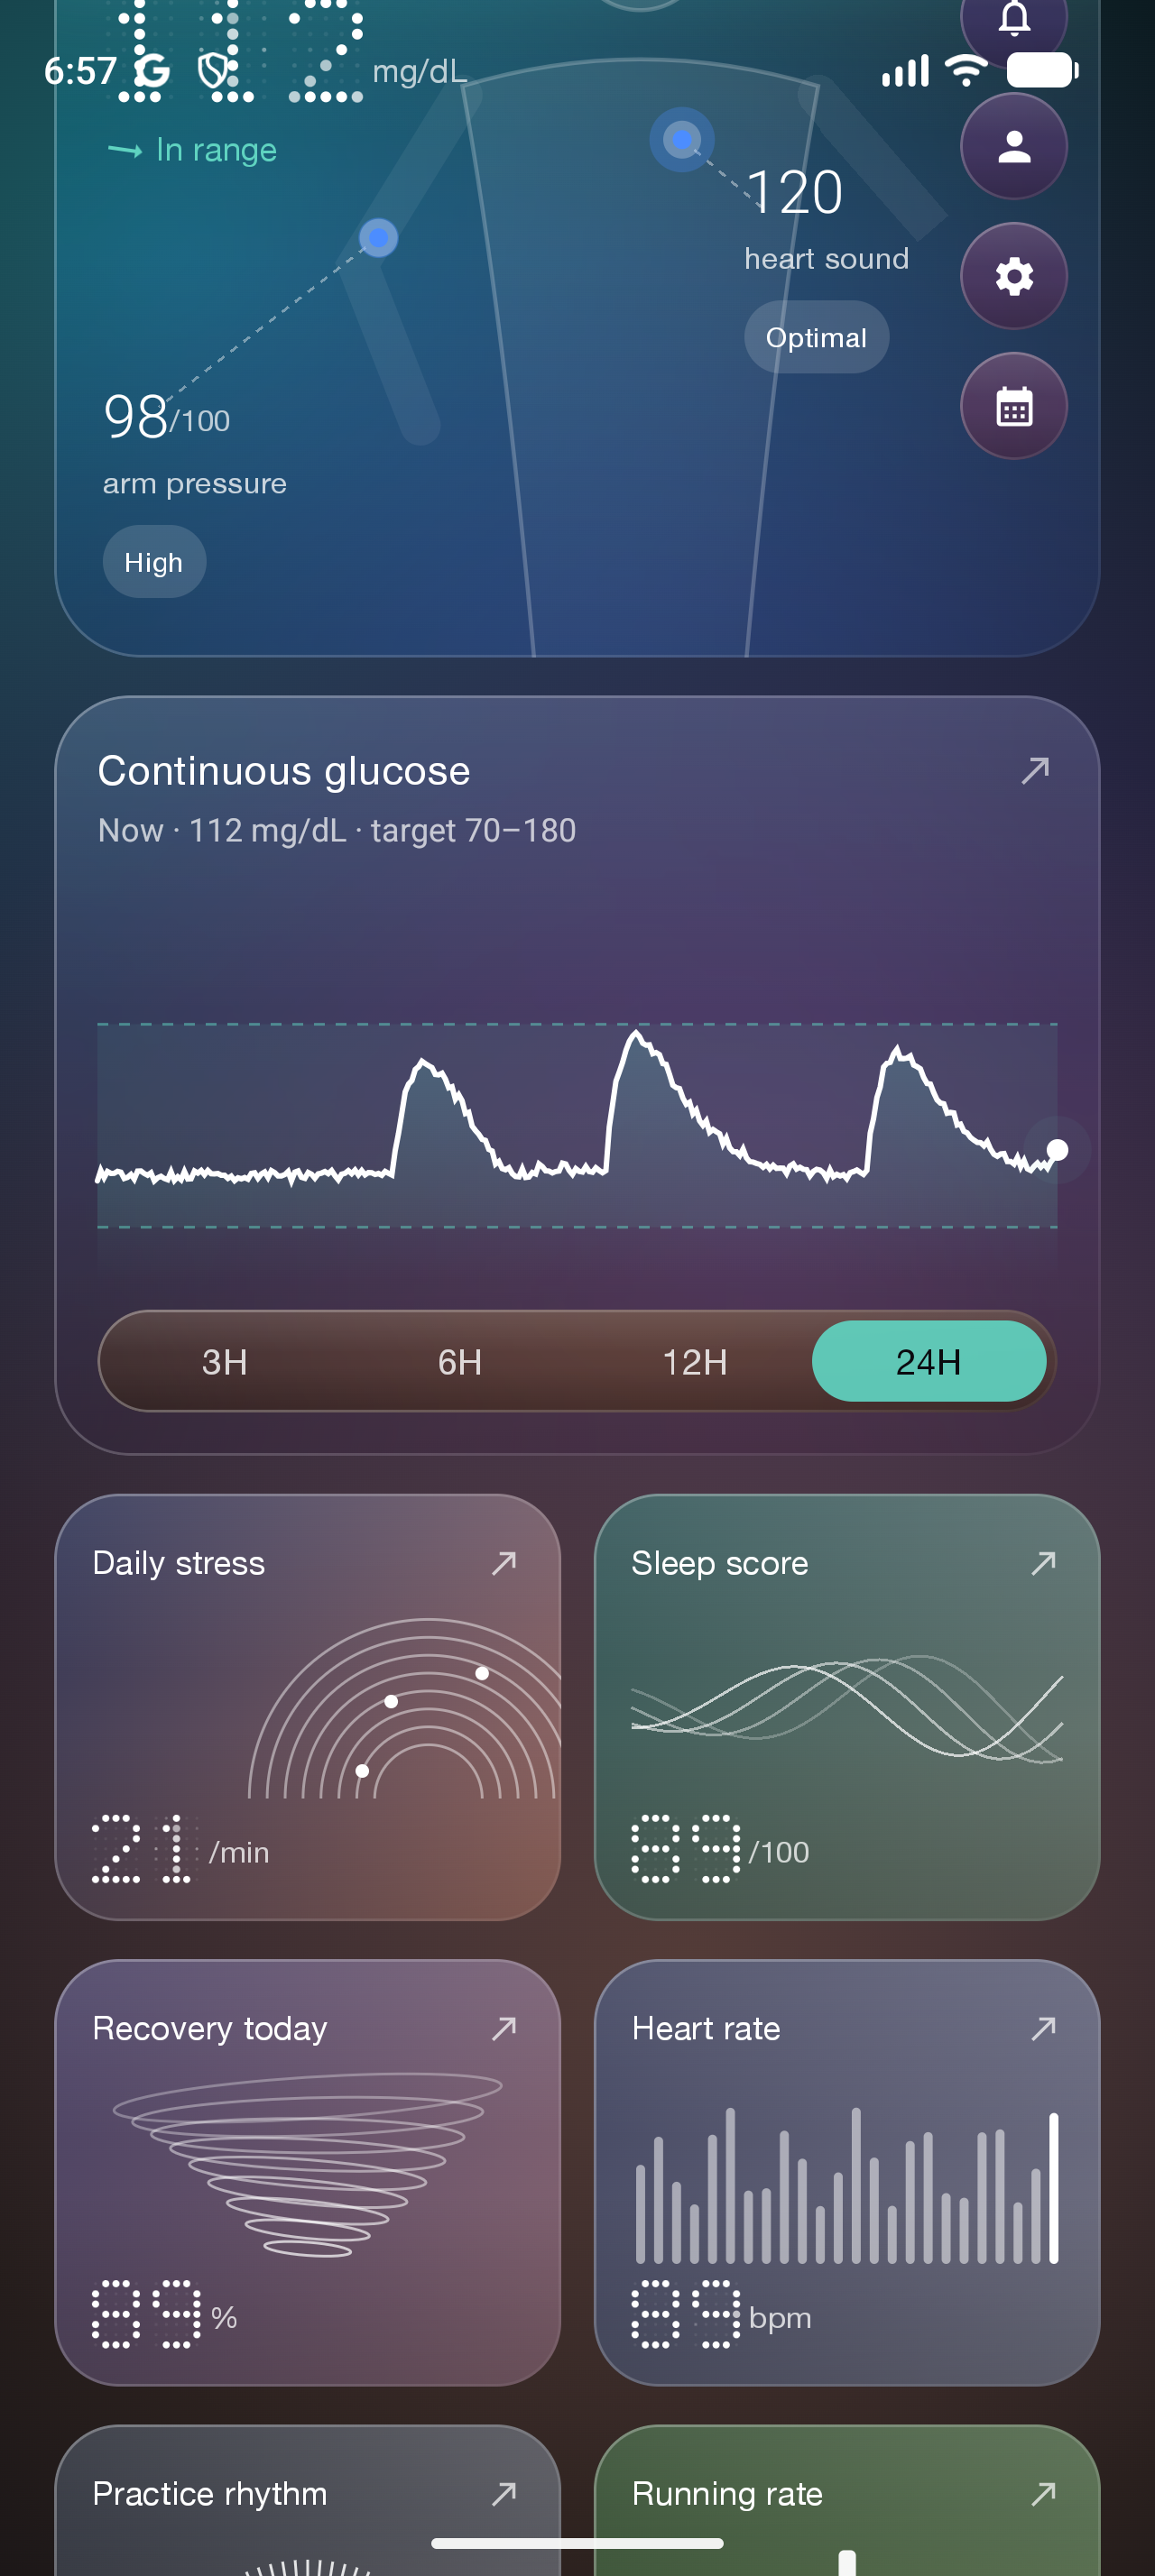 112 mg/dL
6:57
→ In range
120
heart sound
Optimal
98/100
arm pressure
High
Continuous glucose
Now · 112 mg/dL · target 70–180
3H 6H 12H 24H
Daily stress
21 /min
Sleep score
89 /100
Recovery today
89 %
Heart rate
89 bpm
Practice rhythm
Running rate